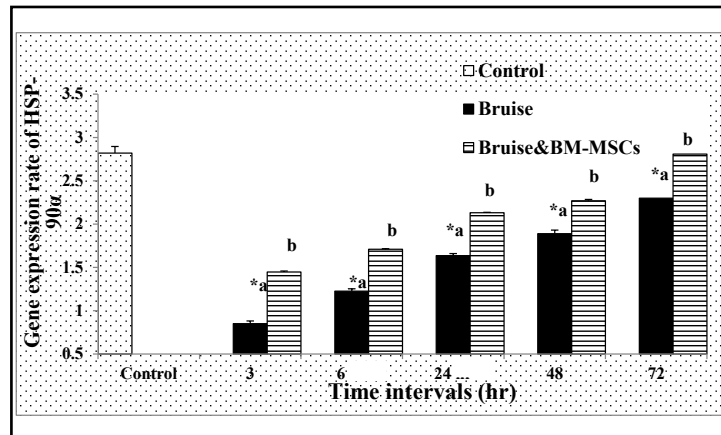 Control
Bruise
Bruise&BM-MSCs
Gene expression rate of HSP-
90α
3.5
3
2.5
2
1.5
1
0.5
*a
b
*a
b
*a
b
*a
b
*a
b
Control
3
6
24 ...
48
72
Time intervals (hr)